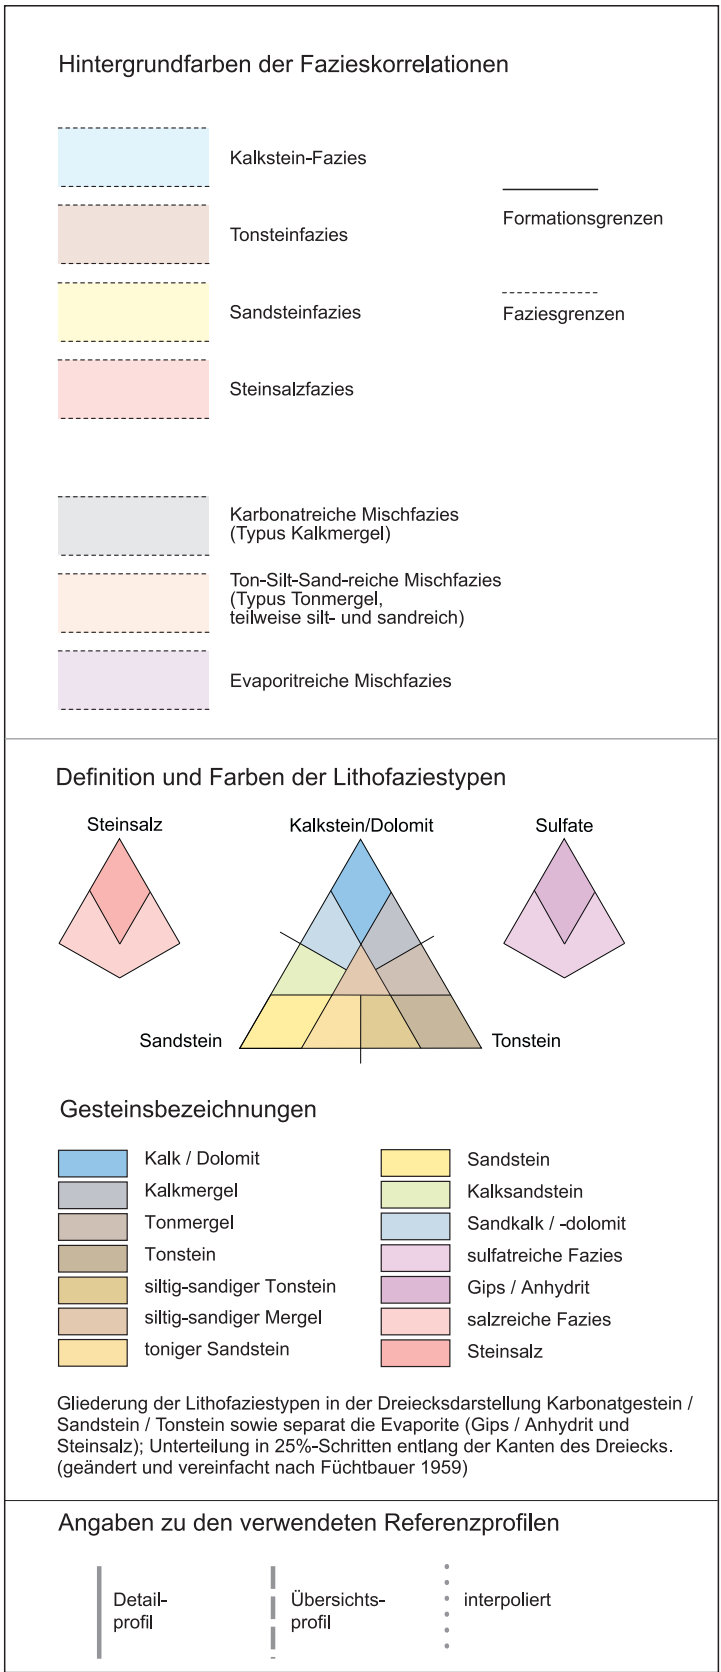 Hintergrundfarben der Fazieskorrelationen
Kalkstein-Fazies
Tonsteinfazies
Sandsteinfazies
Steinsalzfazies
Formationsgrenzen
Faziesgrenzen
Karbonatreiche Mischfazies
(Typus Kalkmergel)
Ton-Silt-Sand-reiche Mischfazies
(Typus Tonmergel,
teilweise silt- und sandreich)
Evaporitreiche Mischfazies
Definition und Farben der Lithofaziestypen
Steinsalz
Kalkstein/Dolomit
Sulfate
Sandstein
Tonstein
Gesteinsbezeichnungen
Kalk / Dolomit
Kalkmergel
Tonmergel
Tonstein
siltig-sandiger Tonstein
siltig-sandiger Mergel
toniger Sandstein
Sandstein
Kalksandstein
Sandkalk / -dolomit
sulfatreiche Fazies
Gips / Anhydrit
salzreiche Fazies
Steinsalz
Gliederung der Lithofaziestypen in der Dreiecksdarstellung Karbonatgestein /
Sandstein / Tonstein sowie separat die Evaporite (Gips / Anhydrit und
Steinsalz); Unterteilung in 25%-Schritten entlang der Kanten des Dreiecks.
(geändert und vereinfacht nach Füchtbauer 1959)
Angaben zu den verwendeten Referenzprofilen
Detail-
profil
Übersichts-
profil
interpoliert